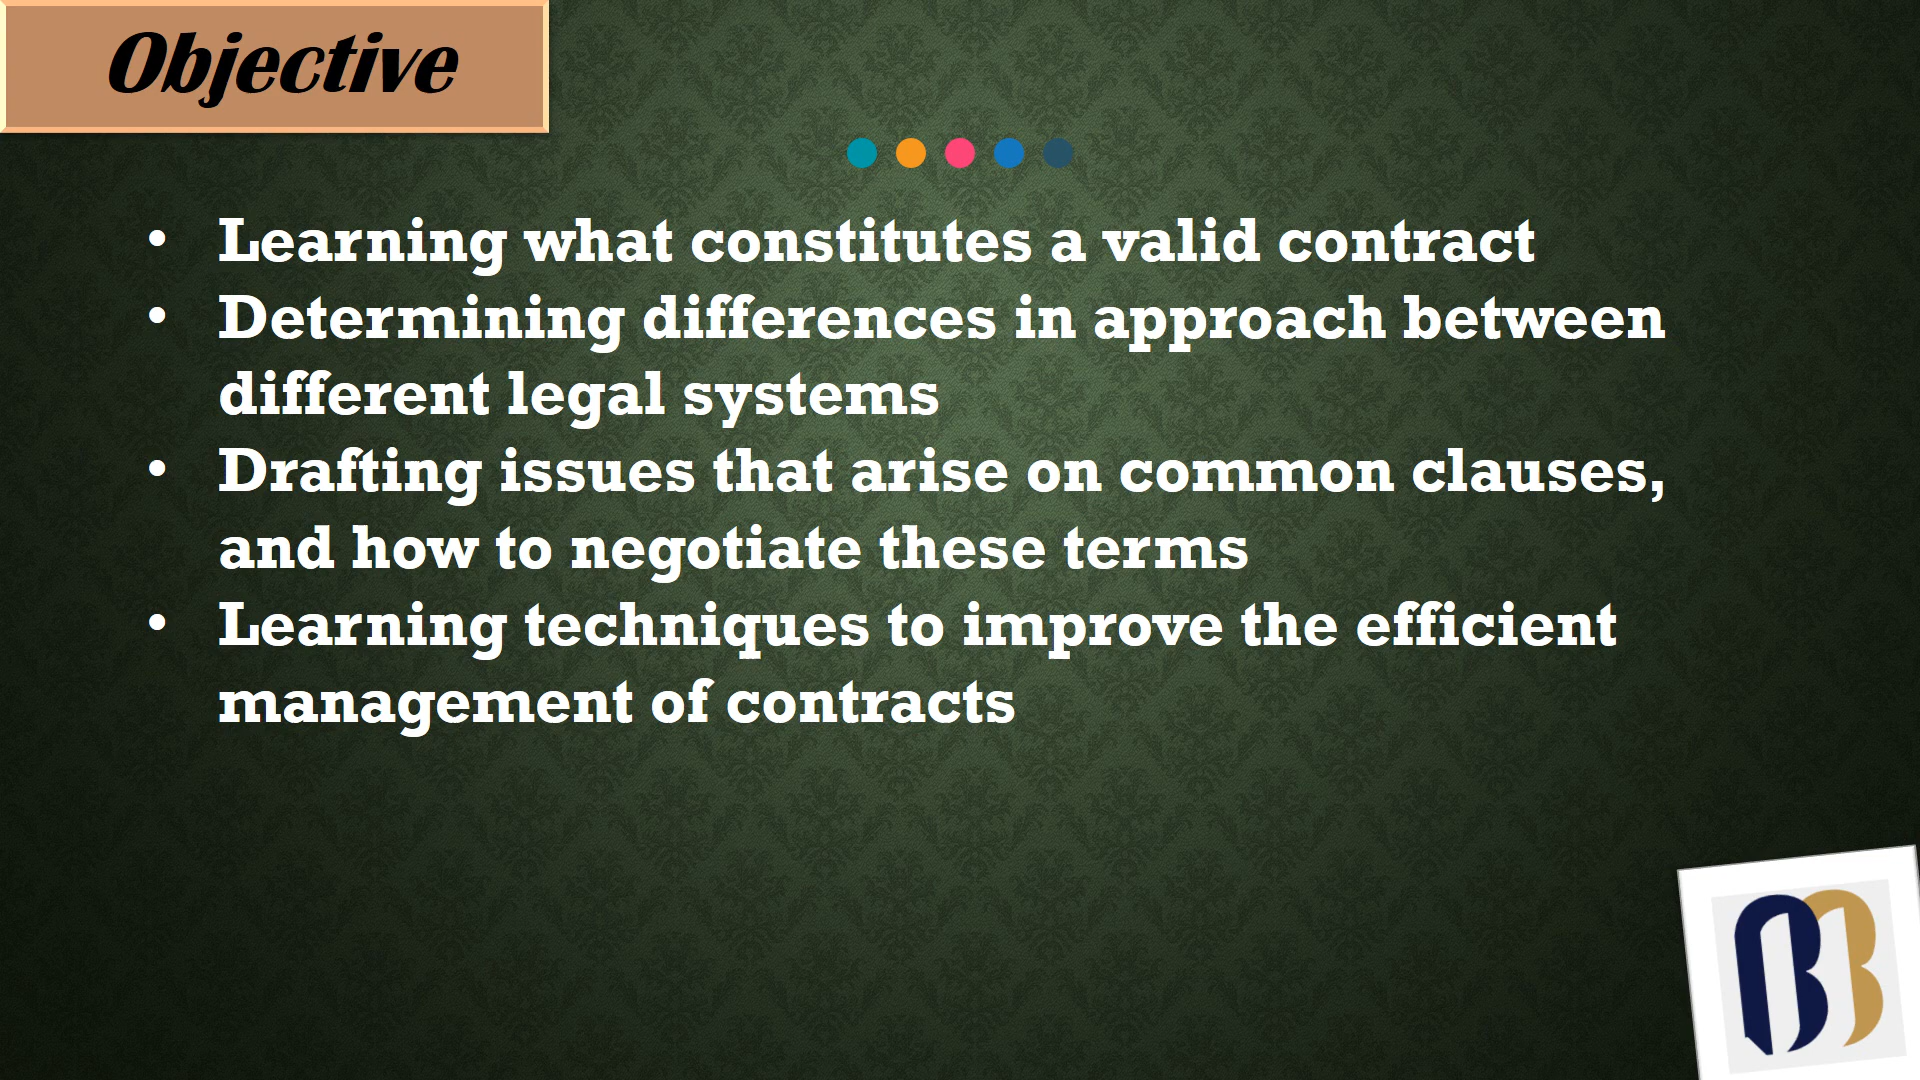 Objective
• Learning what constitutes a valid contract
• Determining differences in approach between
different legal systems
• Drafting issues that arise on common clauses,
and how to negotiate these terms
• Learning techniques to improve the efficient
management of contracts